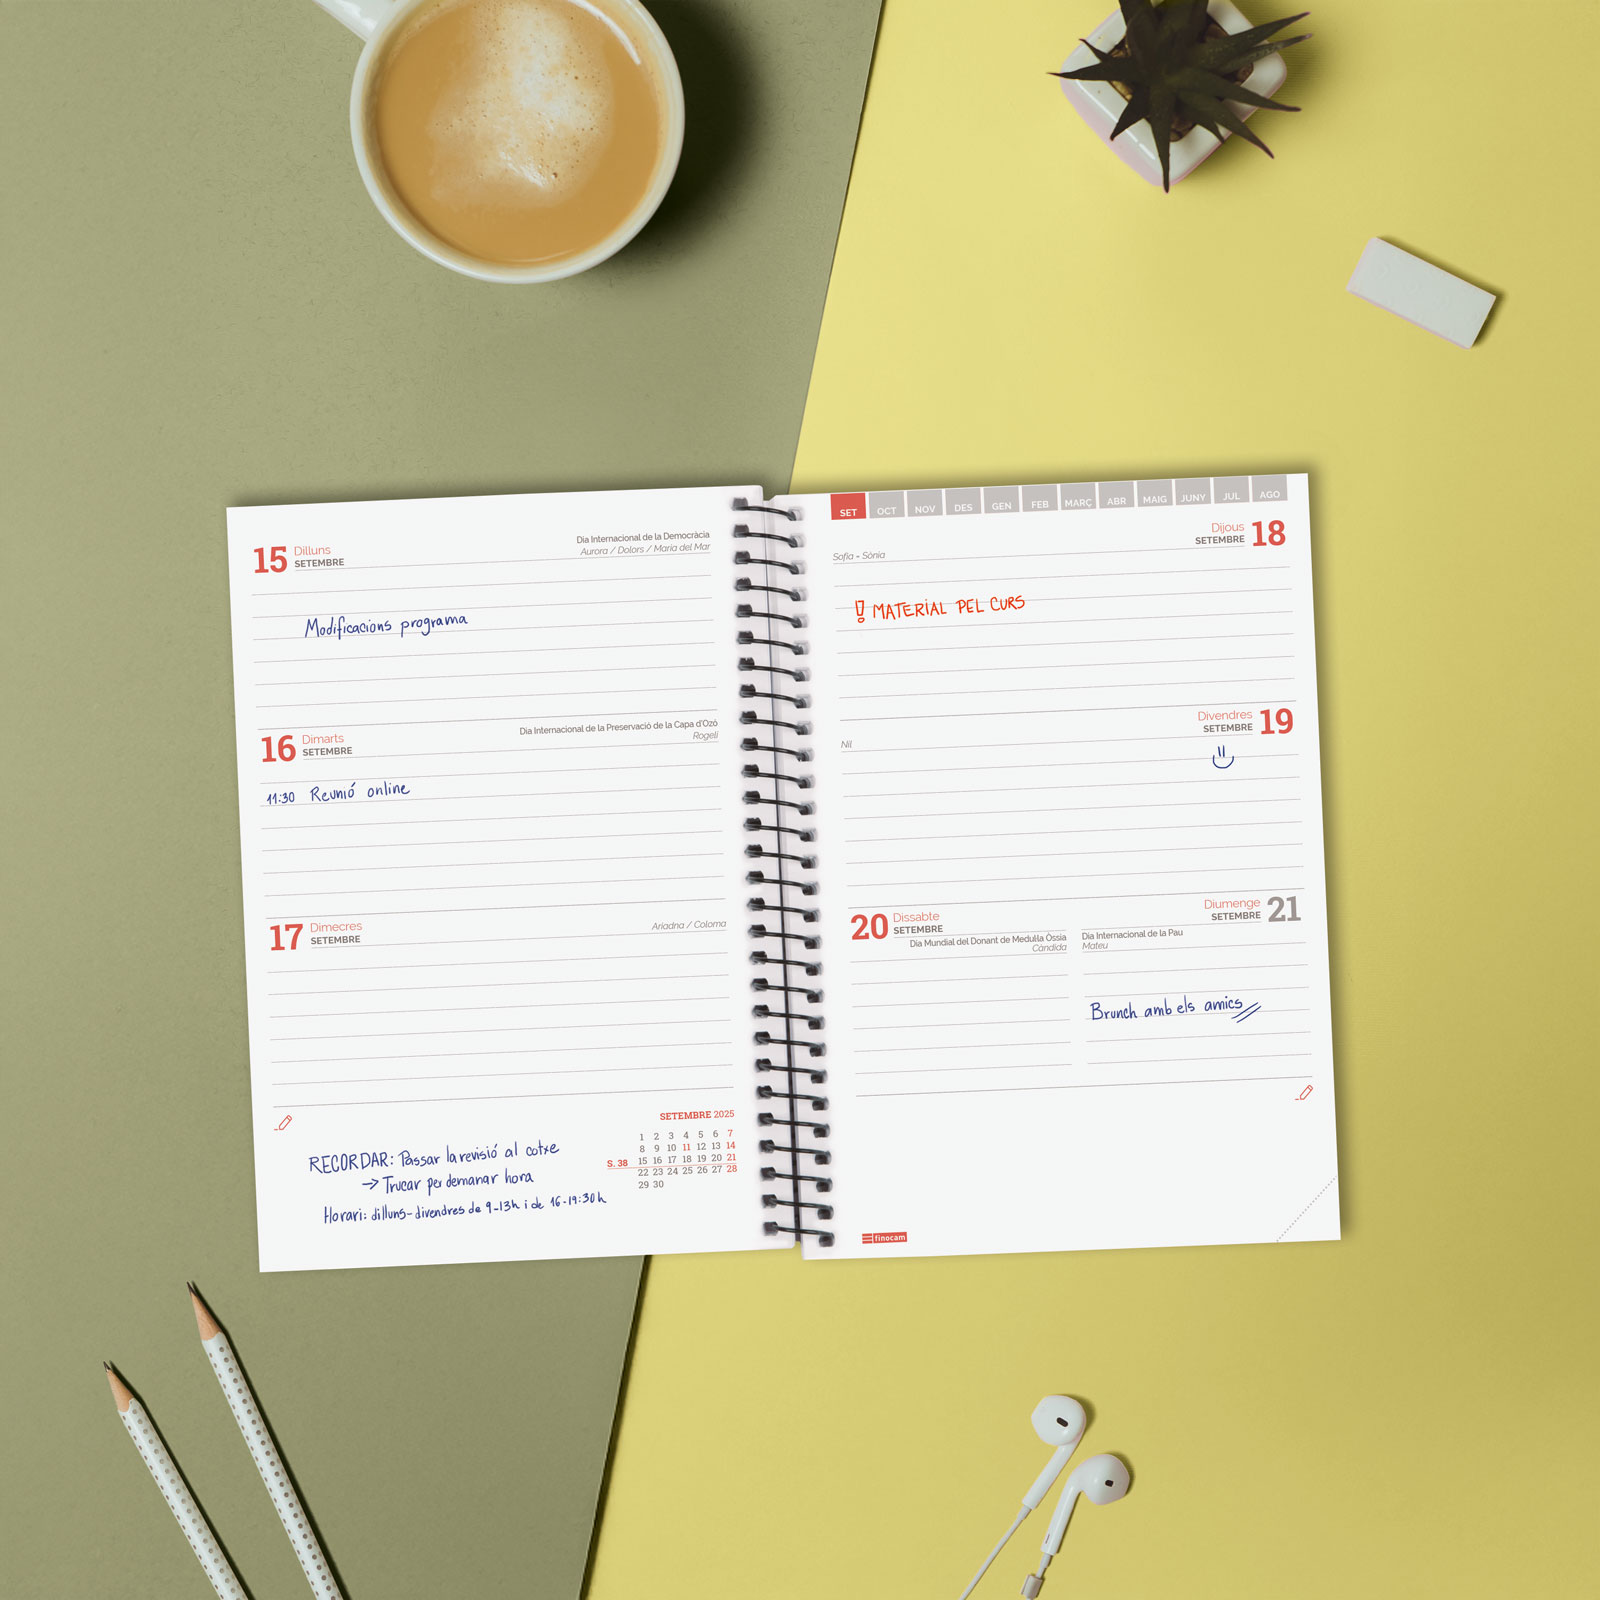 15 Dilluns
SETEMBRE
Dia Internacional de la Democràcia
Aurora / Dolors / Maria del Mar
Modificacions programa
16 Dimarts
SETEMBRE
Dia Internacional de la Preservació de la Capa d'Ozó
Rogeli
11:30 Reunió online
17 Dimecres
SETEMBRE
Ariadna / Coloma
RECORDAR: Passar la revisió al cotxe
→ Trucar per demanar hora
Horari: dilluns-divendres de 9-13h i de 16-19:30h
SETEMBRE 2025
1 2 3 4 5 6 7
8 9 10 11 12 13 14
S. 38 15 16 17 18 19 20 21
22 23 24 25 26 27 28
29 30
SET OCT NOV DES GEN FEB MARÇ ABR MAIG JUNY JUL AGO
Dijous 18
SETEMBRE
Sofia - Sònia
! MATERIAL PEL CURS
Divendres 19
SETEMBRE
Nil
20 Dissabte
SETEMBRE
Dia Mundial del Donant de Medul·la Òssia
Càndida
Diumenge 21
SETEMBRE
Dia Internacional de la Pau
Mateu
Brunch amb els amics
finocam